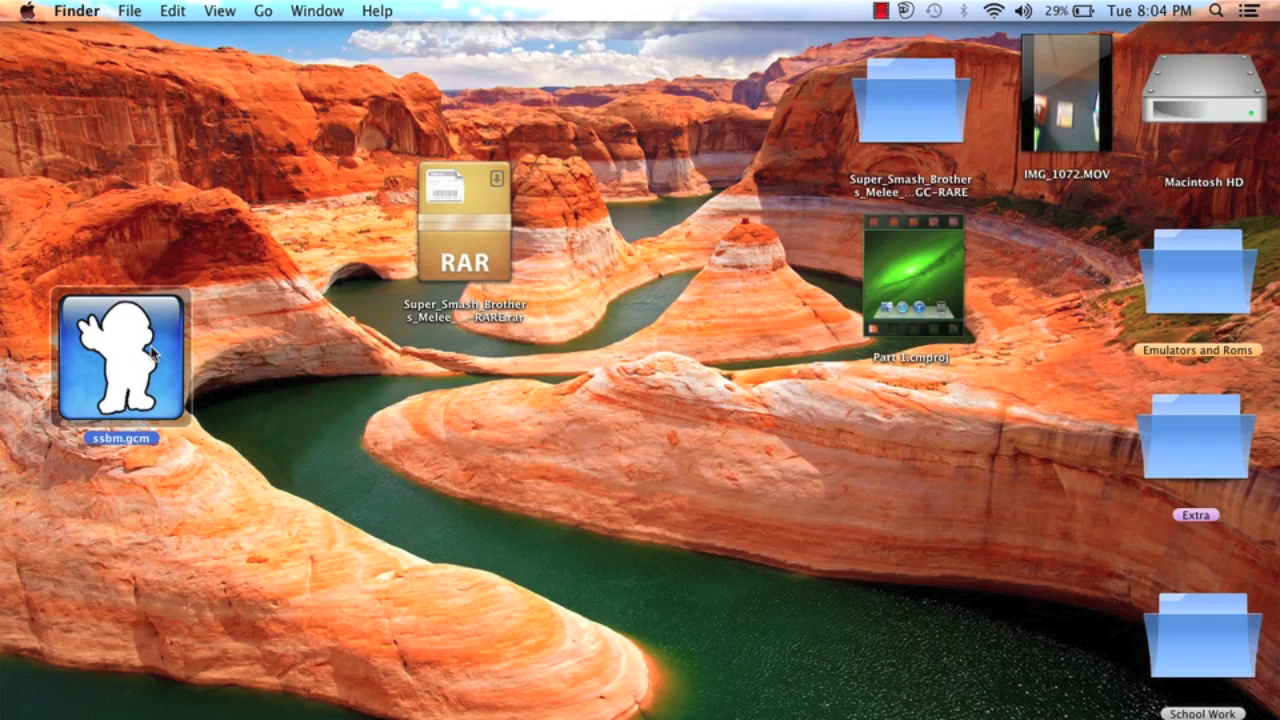 Finder File Edit View Go Window Help 29% Tue 8:04 PM
Super_Smash_Brother
s_Melee_...GC-RARE
IMG_1072.MOV
Macintosh HD
RAR
Super_Smash_Brother
s_Melee_...-RARE.rar
Part 1.cmproj
Emulators and Roms
ssbm.gcm
Extra
School Work